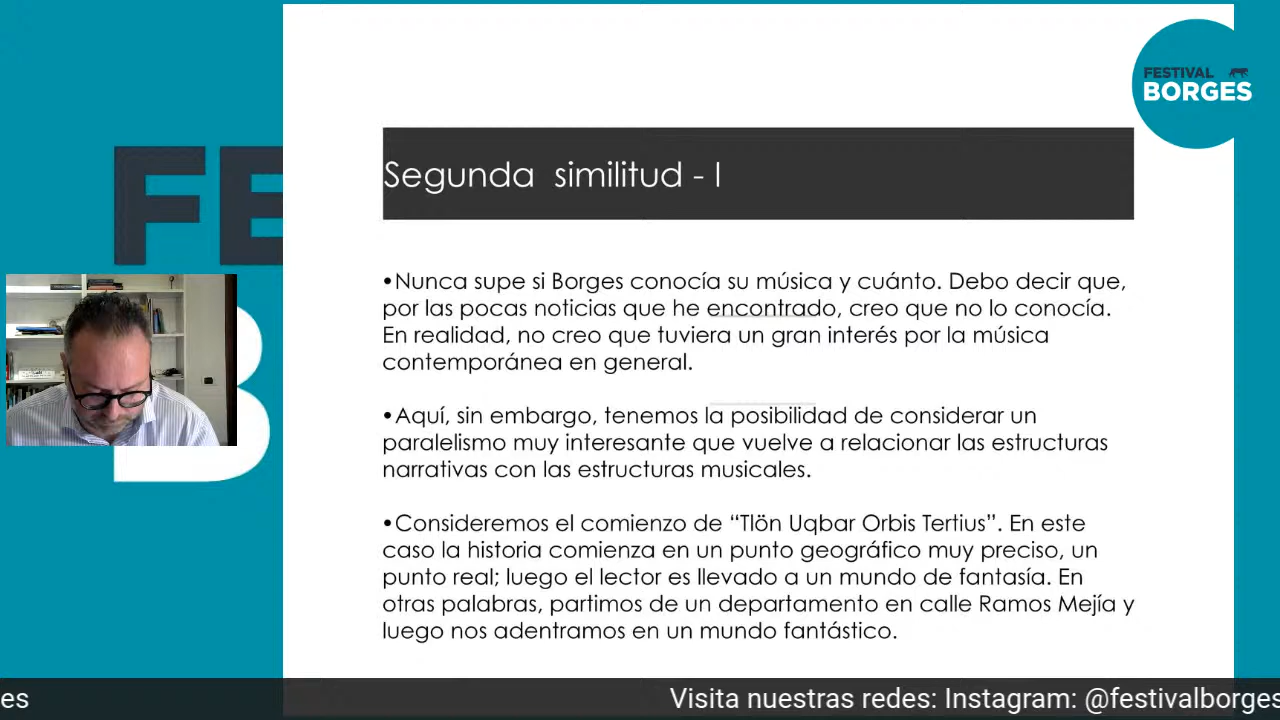 FESTIVAL
BORGES
FE
B
Segunda similitud - I
•Nunca supe si Borges conocía su música y cuánto. Debo decir que,
por las pocas noticias que he encontrado, creo que no lo conocía.
En realidad, no creo que tuviera un gran interés por la música
contemporánea en general.
•Aquí, sin embargo, tenemos la posibilidad de considerar un
paralelismo muy interesante que vuelve a relacionar las estructuras
narrativas con las estructuras musicales.
•Consideremos el comienzo de “Tlön Uqbar Orbis Tertius”. En este
caso la historia comienza en un punto geográfico muy preciso, un
punto real; luego el lector es llevado a un mundo de fantasía. En
otras palabras, partimos de un departamento en calle Ramos Mejía y
luego nos adentramos en un mundo fantástico.
es Visita nuestras redes: Instagram: @festivalborges